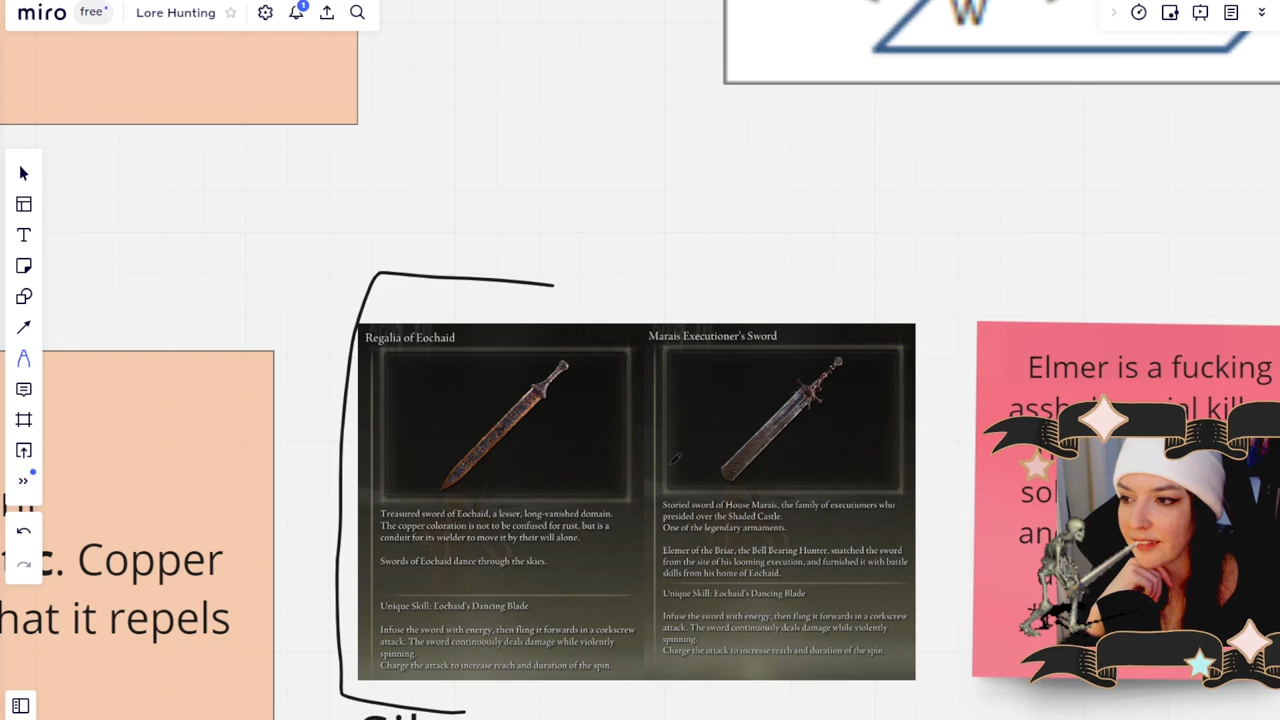 miro free Lore Hunting
1
W
Regalia of Eochaid
Treasured sword of Eochaid, a lesser, long-vanished domain.
The copper coloration is not to be confused for rust, but is a
conduit for its wielder to move it by their will alone.
Swords of Eochaid dance through the skies.
Unique Skill: Eochaid's Dancing Blade
Infuse the sword with energy, then fling it forwards in a corkscrew
attack. The sword continuously deals damage while violently
spinning.
Charge the attack to increase reach and duration of the spin.
Marais Executioner's Sword
Storied sword of House Marais, the family of executioners who
presided over the Shaded Castle.
One of the legendary armaments.
Elemer of the Briar, the Bell Bearing Hunter, snatched the sword
from the site of his looming execution, and furnished it with battle
skills from his home of Eochaid.
Unique Skill: Eochaid's Dancing Blade
Infuse the sword with energy, then fling it forwards in a corkscrew
attack. The sword continuously deals damage while violently
spinning.
Charge the attack to increase reach and duration of the spin.
Elmer is a fucking
Copper
hat it repels